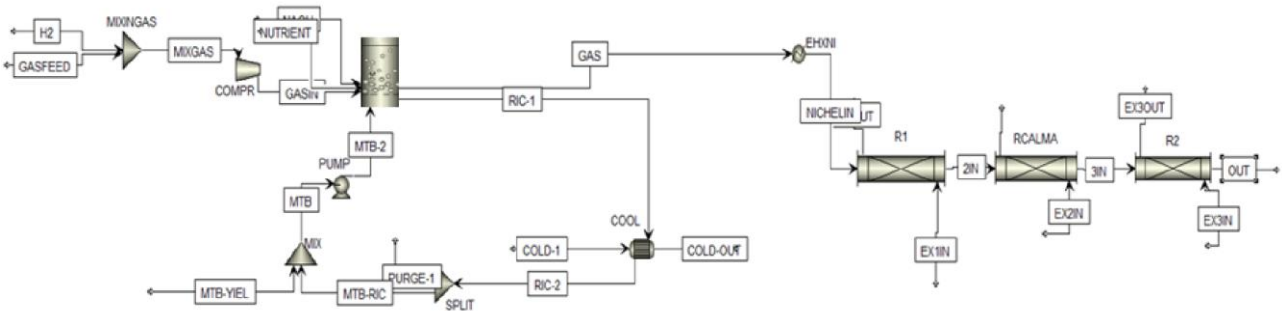 H2
MIXINGAS
GASFEED
MIXGAS
COMPR
GASIN
NUTRIENT
GAS
RIC-1
EHXNI
NICHELIN
R1
2IN
RCALMA
3IN
EX3OUT
R2
OUT
EX1IN
EX2IN
EX3IN
MTB-2
PUMP
MTB
MIX
MTB-YIEL
MTB-RIC
PURGE-1
SPLIT
RIC-2
COLD-1
COOL
COLD-OUT